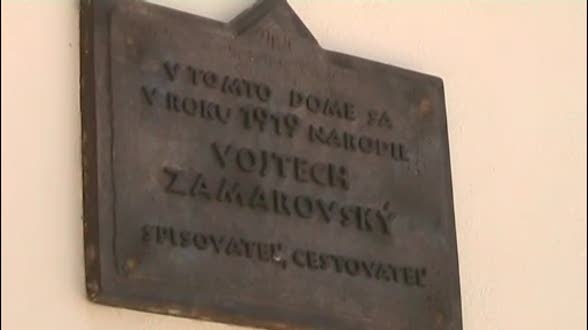 V TOMTO DOME SA
V ROKU 1919 NARODIL
VOJTECH
ZAMAROVSKÝ
SPISOVATEĽ, CESTOVATEĽ